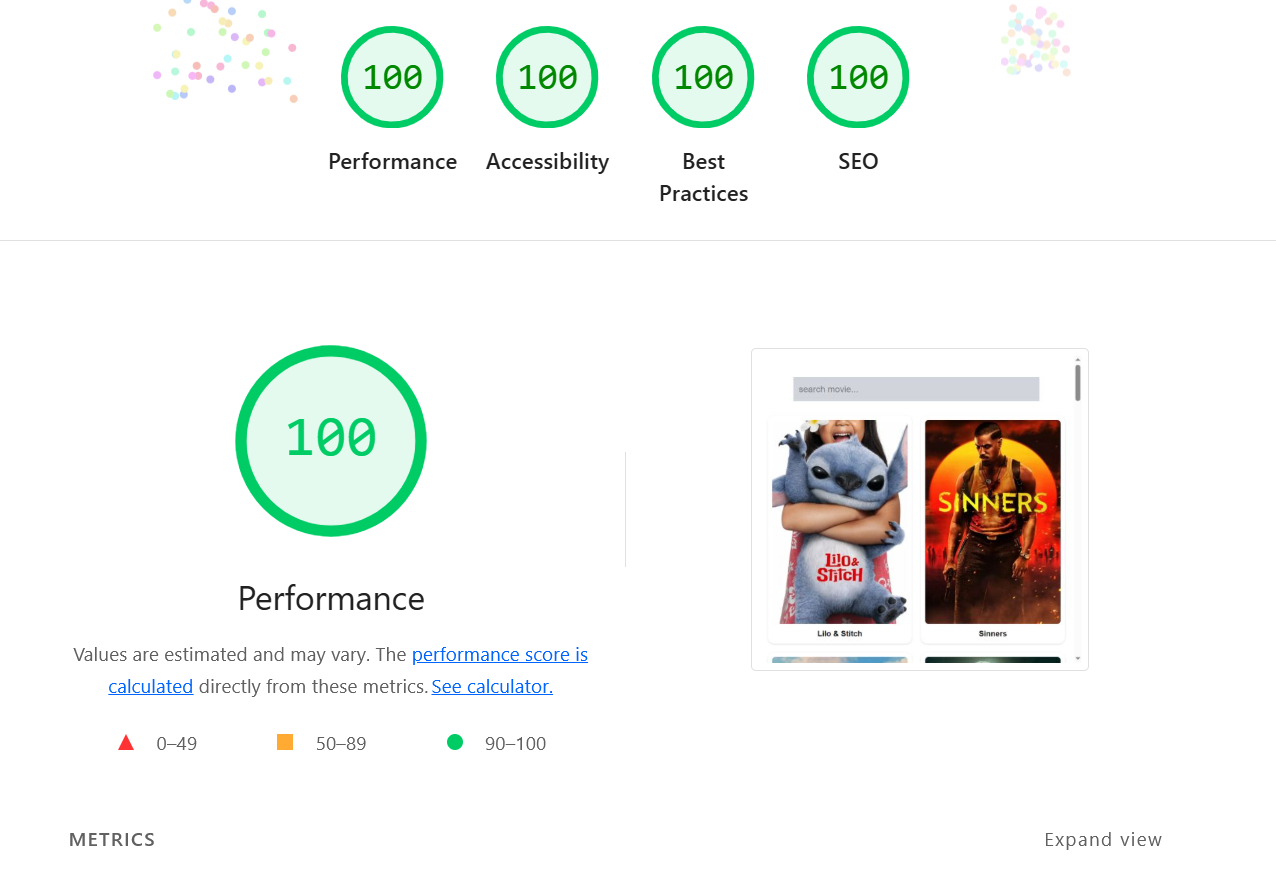 100
100
100
100
Performance
Accessibility
Best
Practices
SEO
100
Performance
Values are estimated and may vary. The performance score is
calculated directly from these metrics. See calculator.
0–49
50–89
90–100
search movie...
LILO&
STITCH
Lilo & Stitch
SINNERS
Sinners
METRICS
Expand view